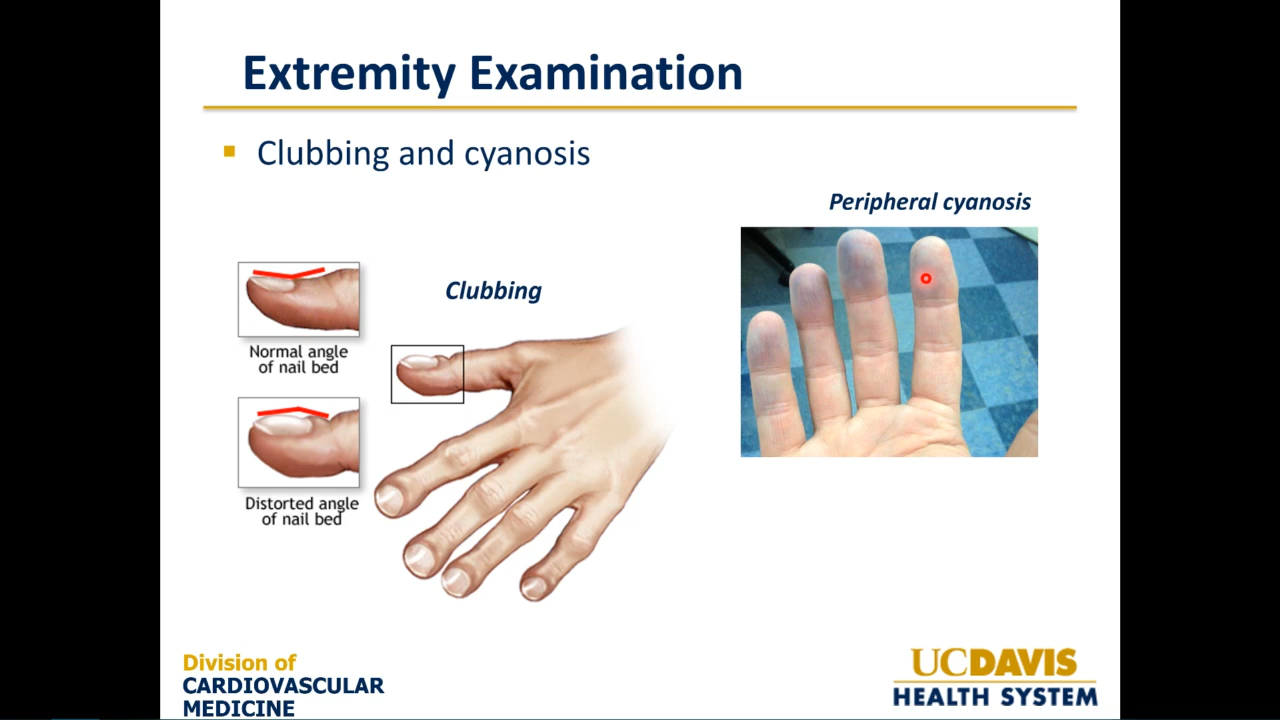 Extremity Examination
Clubbing and cyanosis
Peripheral cyanosis
Clubbing
Normal angle
of nail bed
Distorted angle
of nail bed
Division of
CARDIOVASCULAR
MEDICINE
UCDAVIS
HEALTH SYSTEM